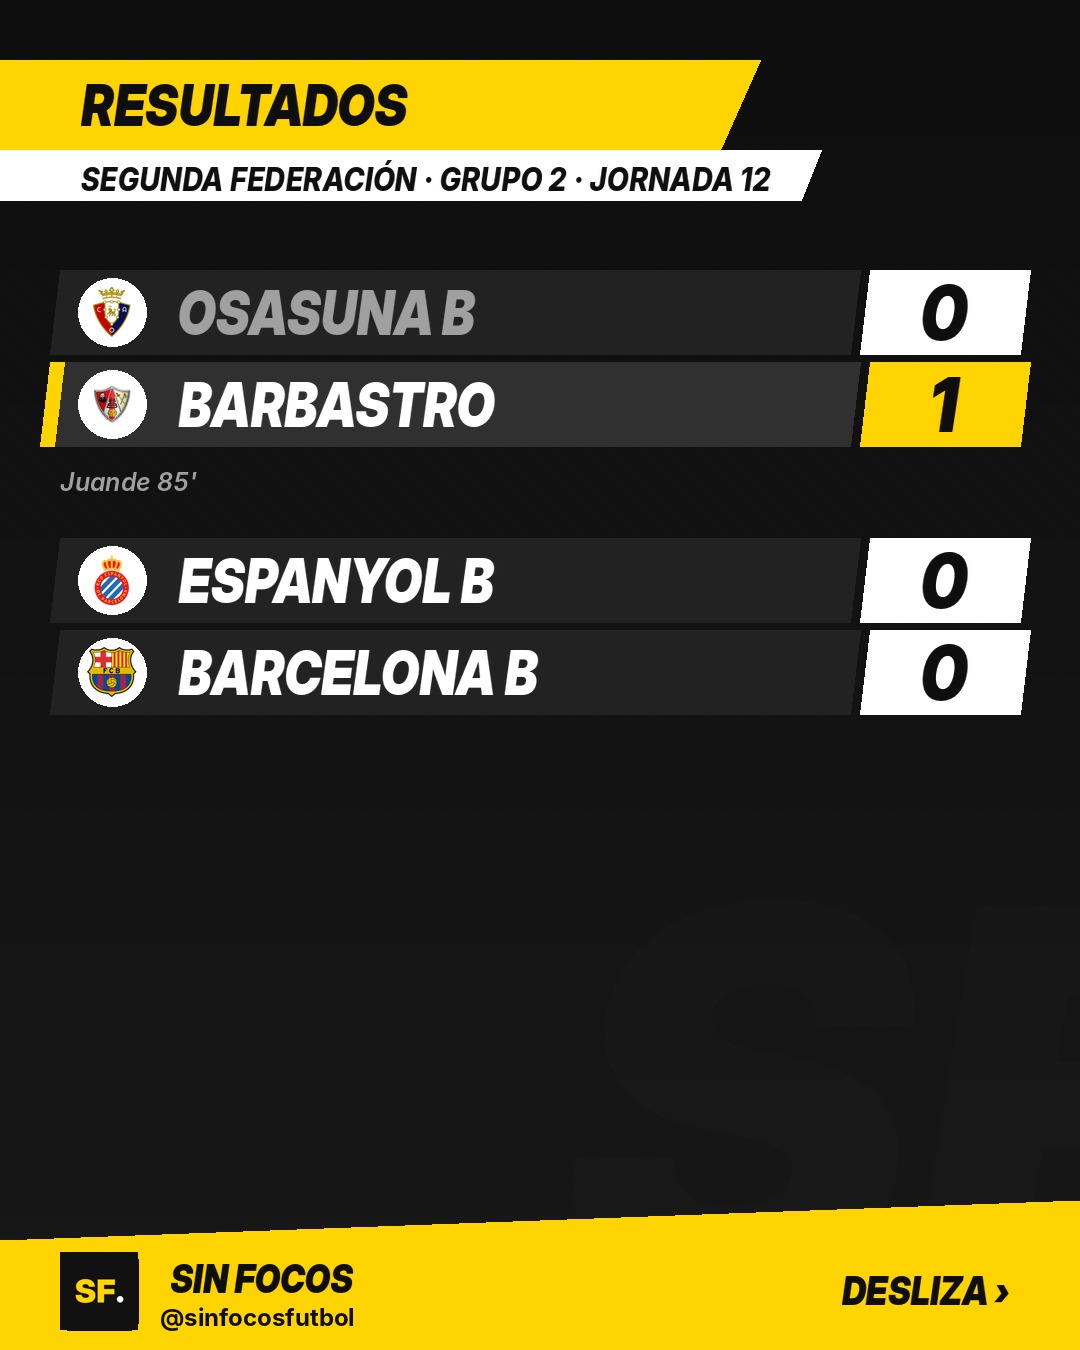 RESULTADOS
SEGUNDA FEDERACIÓN · GRUPO 2 · JORNADA 12
OSASUNA B 0
BARBASTRO 1
Juande 85'
ESPANYOL B 0
BARCELONA B 0
SF
SF.
SIN FOCOS
@sinfocosfutbol
DESLIZA ›